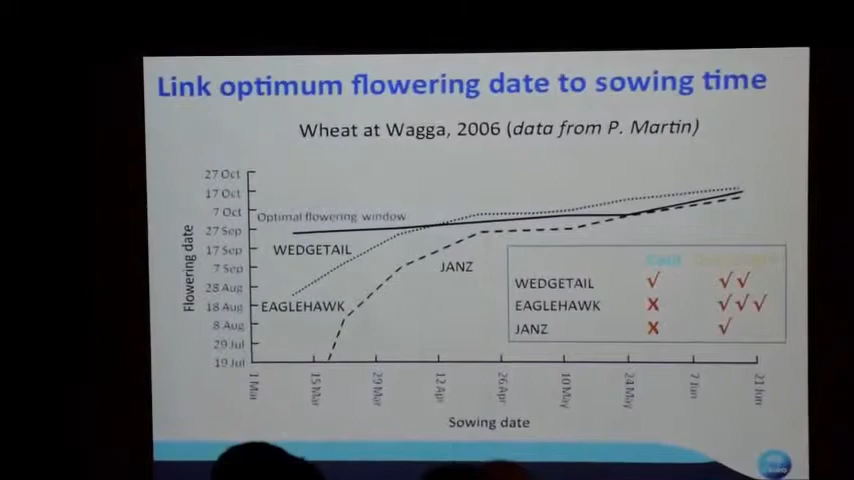 Link optimum flowering date to sowing time
Wheat at Wagga, 2006 (data from P. Martin)
27 Oct
17 Oct
7 Oct
27 Sep
17 Sep
7 Sep
28 Aug
18 Aug
8 Aug
29 Jul
19 Jul
Flowering date
Optimal flowering window
WEDGETAIL
EAGLEHAWK
JANZ
WEDGETAIL √ √√
EAGLEHAWK X √√√
JANZ X √
1 Mar
15 Mar
29 Mar
12 Apr
26 Apr
10 May
24 May
7 Jun
21 Jun
Sowing date